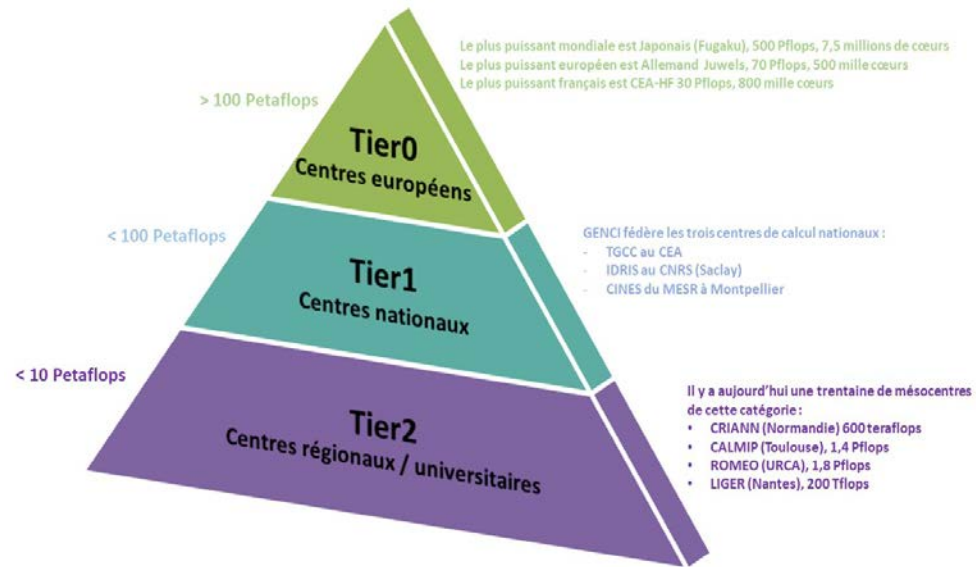 Le plus puissant mondiale est Japonais (Fugaku), 500 Pflops, 7,5 millions de cœurs
Le plus puissant européen est Allemand Juwels, 70 Pflops, 500 mille cœurs
Le plus puissant français est CEA-HF 30 Pflops, 800 mille cœurs
> 100 Petaflops
Tier0
Centres européens
< 100 Petaflops
Tier1
Centres nationaux
GENCI fédère les trois centres de calcul nationaux :
- TGCC au CEA
- IDRIS au CNRS (Saclay)
- CINES du MESR à Montpellier
< 10 Petaflops
Tier2
Centres régionaux / universitaires
Il y a aujourd'hui une trentaine de mésocentres
de cette catégorie :
• CRIANN (Normandie) 600 teraflops
• CALMIP (Toulouse), 1,4 Pflops
• ROMEO (URCA), 1,8 Pflops
• LIGER (Nantes), 200 Tflops